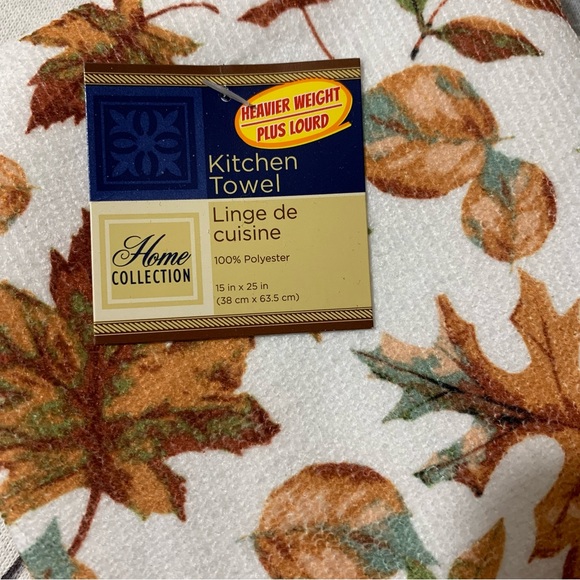 HEAVIER WEIGHT
PLUS LOURD
Kitchen
Towel
Linge de
cuisine
100% Polyester
15 in x 25 in
(38 cm x 63.5 cm)
Home
COLLECTION